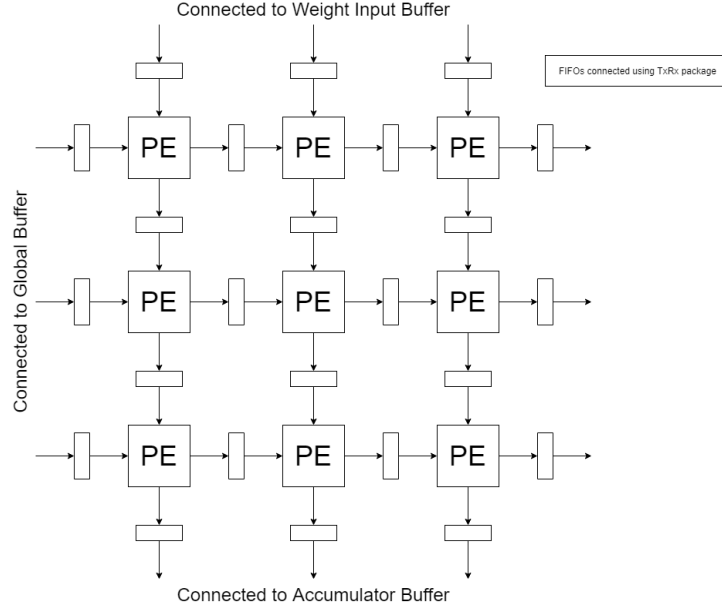 Connected to Weight Input Buffer
FIFOs connected using TxRx package
PE PE PE
Connected to Global Buffer
PE PE PE
PE PE PE
Connected to Accumulator Buffer